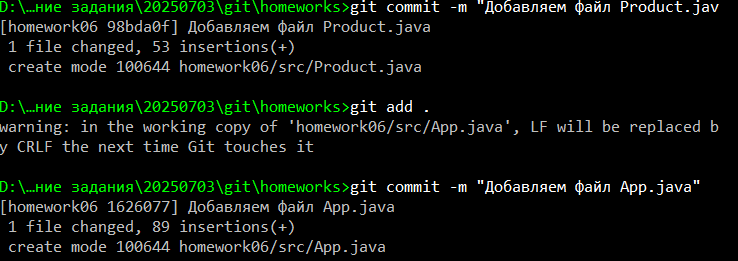 D:\…ние задания\20250703\git\homeworks>git commit -m "Добавляем файл Product.jav
[homework06 98bda0f] Добавляем файл Product.java
 1 file changed, 53 insertions(+)
 create mode 100644 homework06/src/Product.java

D:\…ние задания\20250703\git\homeworks>git add .
warning: in the working copy of 'homework06/src/App.java', LF will be replaced b
y CRLF the next time Git touches it

D:\…ние задания\20250703\git\homeworks>git commit -m "Добавляем файл App.java"
[homework06 1626077] Добавляем файл App.java
 1 file changed, 89 insertions(+)
 create mode 100644 homework06/src/App.java